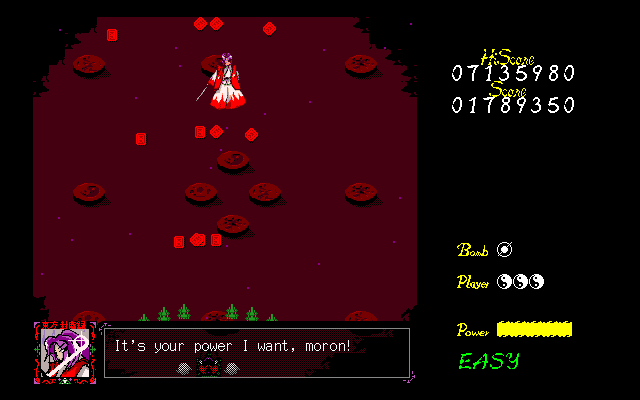 HiScore
07135980
Score
01789350
Bomb
Player
Power
EASY
It's your power I want, moron!